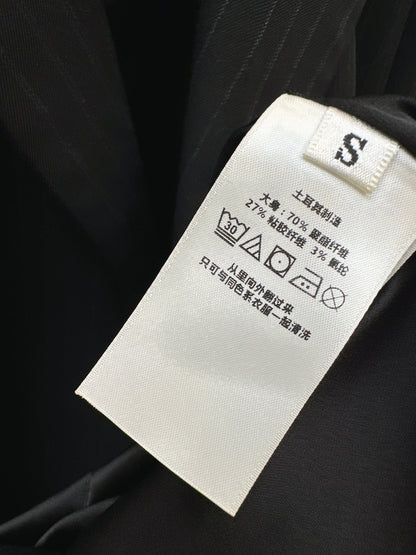 S
土耳其制造
大身：70% 聚酯纤维
27% 粘胶纤维 3% 氨纶
30
从里向外翻过来
只可与同色系衣服一起清洗